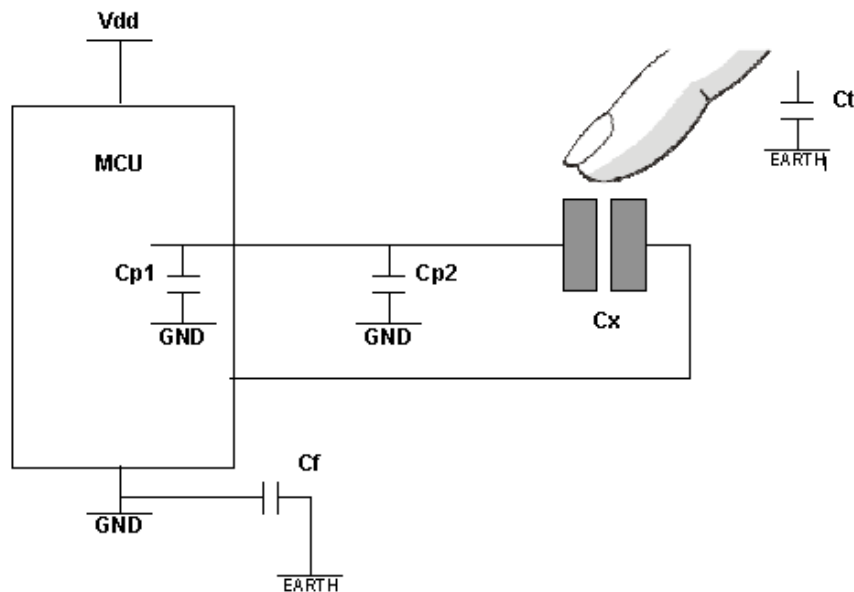 Vdd
Ct
EARTH
MCU
Cp1
Cp2
GND
GND
Cx
Cf
GND
EARTH